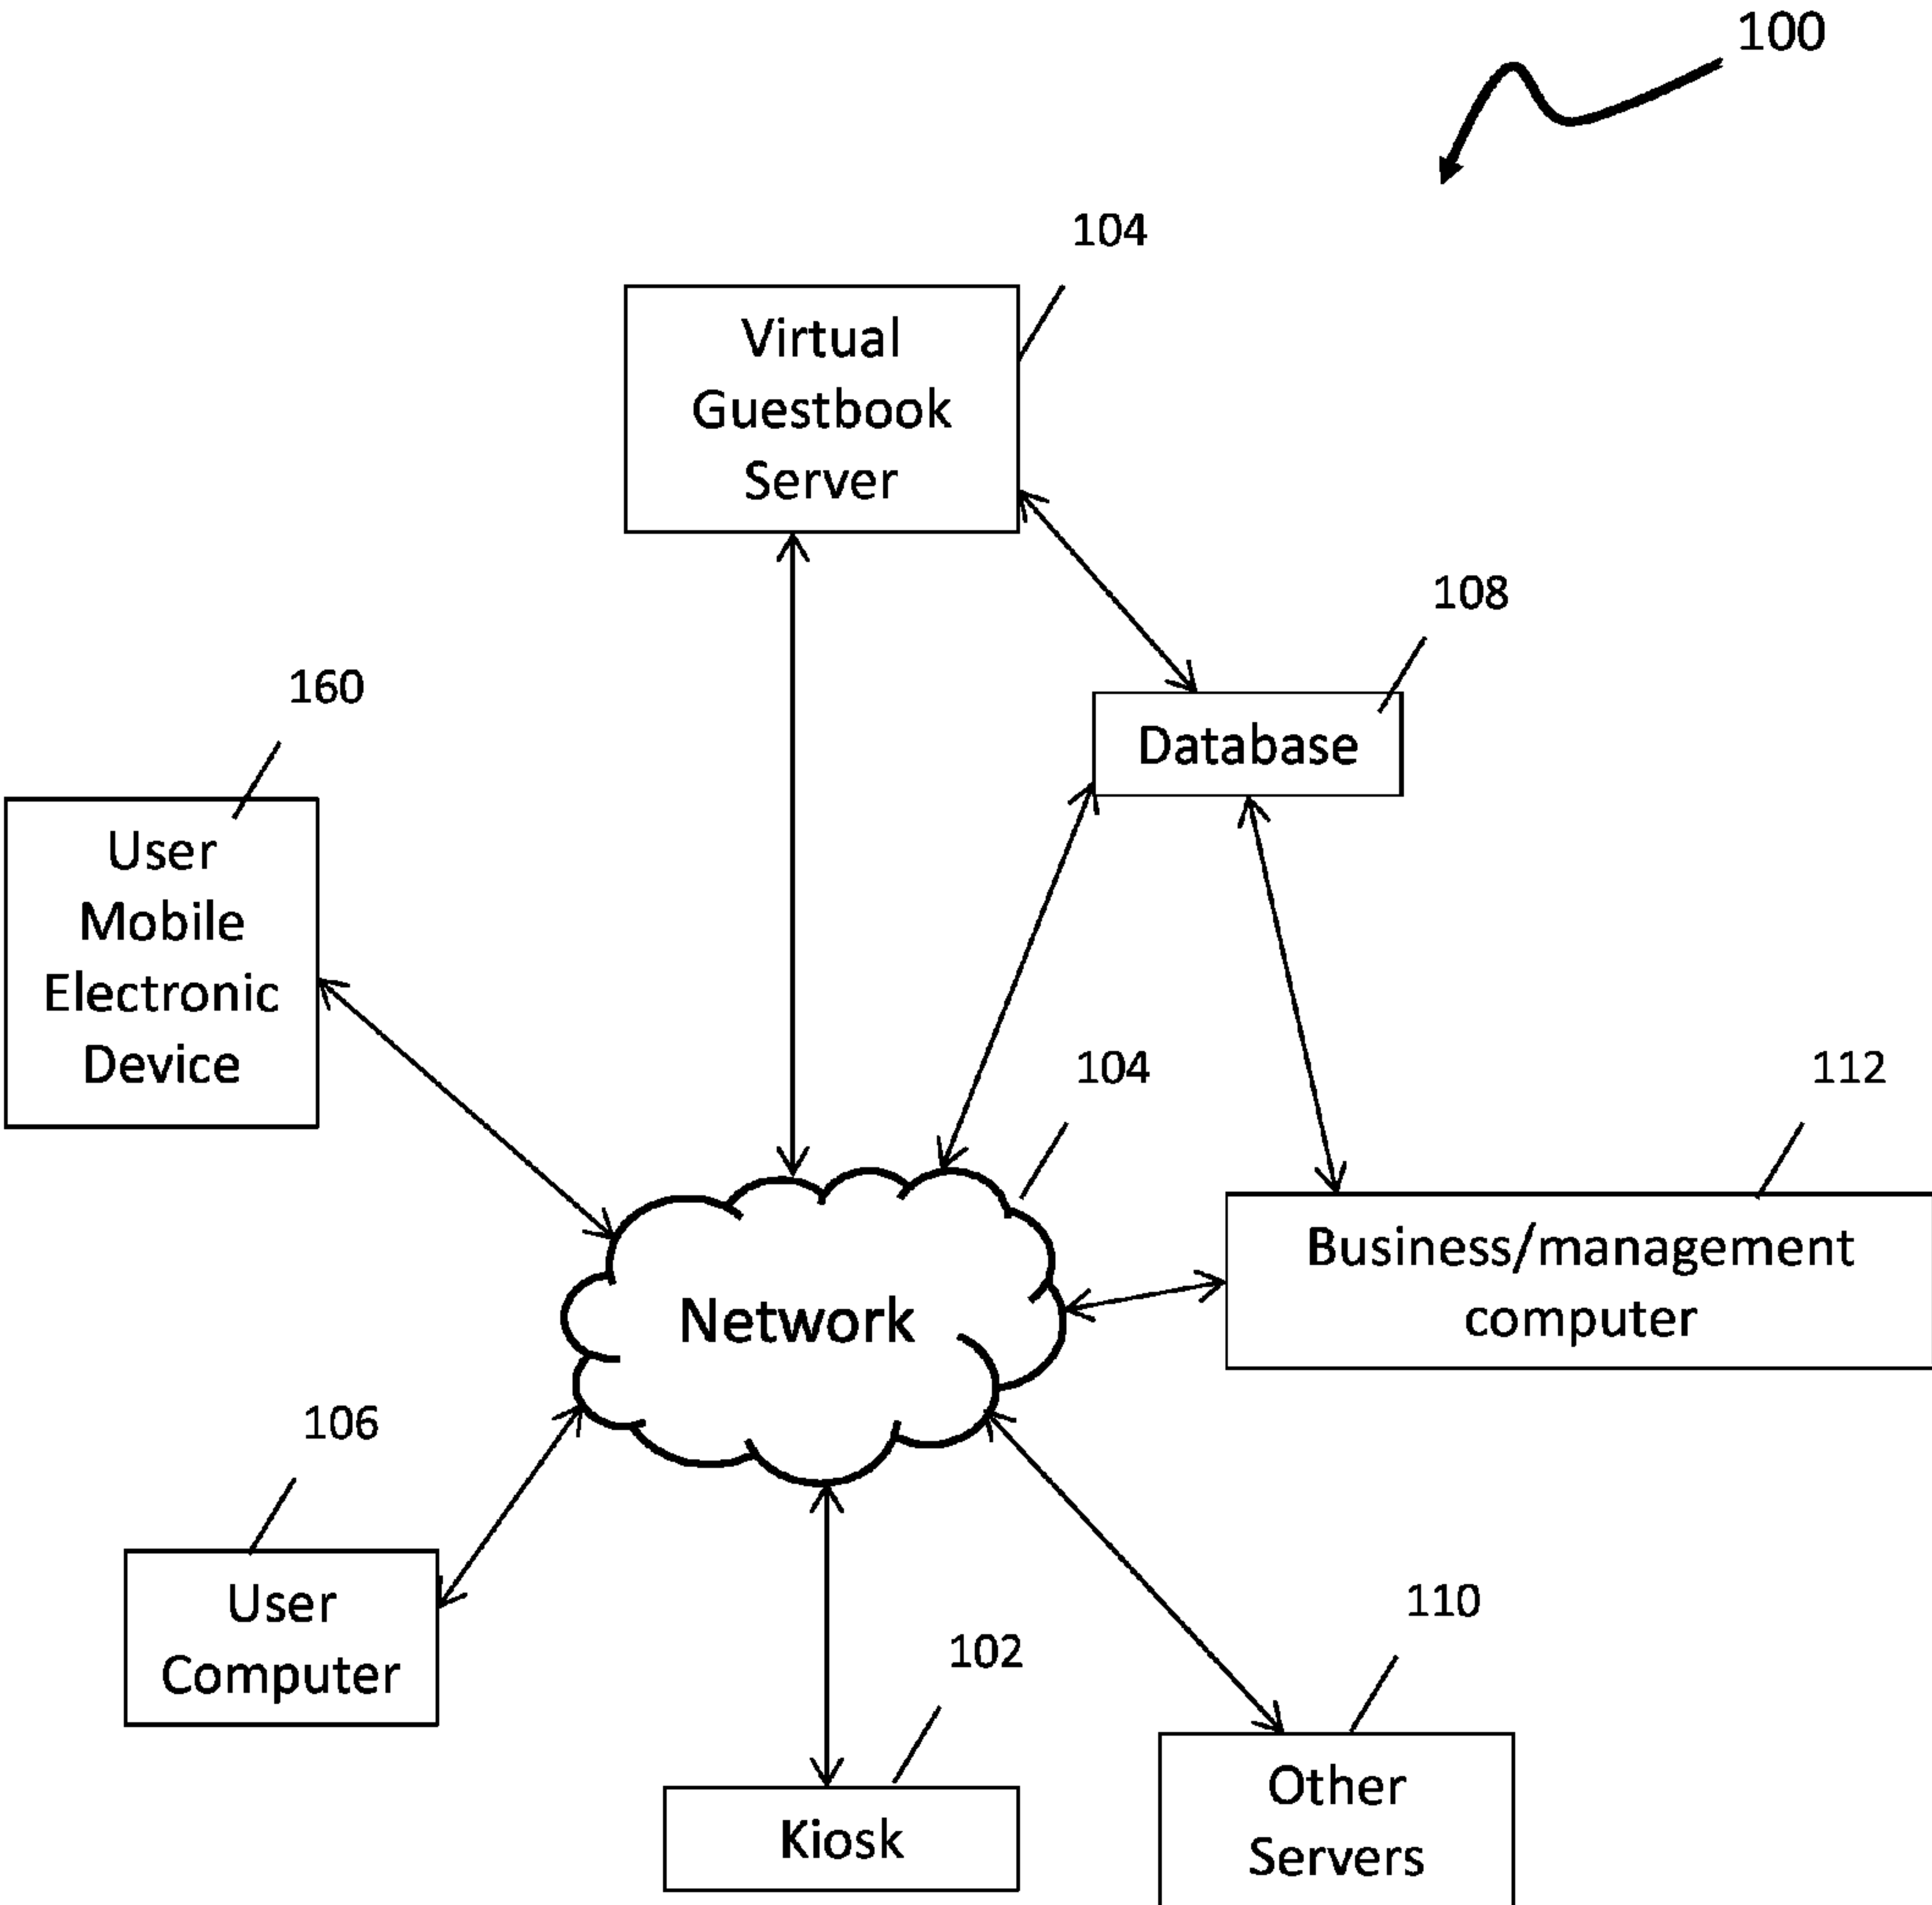 100
104
Virtual
Guestbook
Server
108
Database
160
User
Mobile
Electronic
Device
104
112
Business/management
computer
Network
106
User
Computer
102
Kiosk
110
Other
Servers